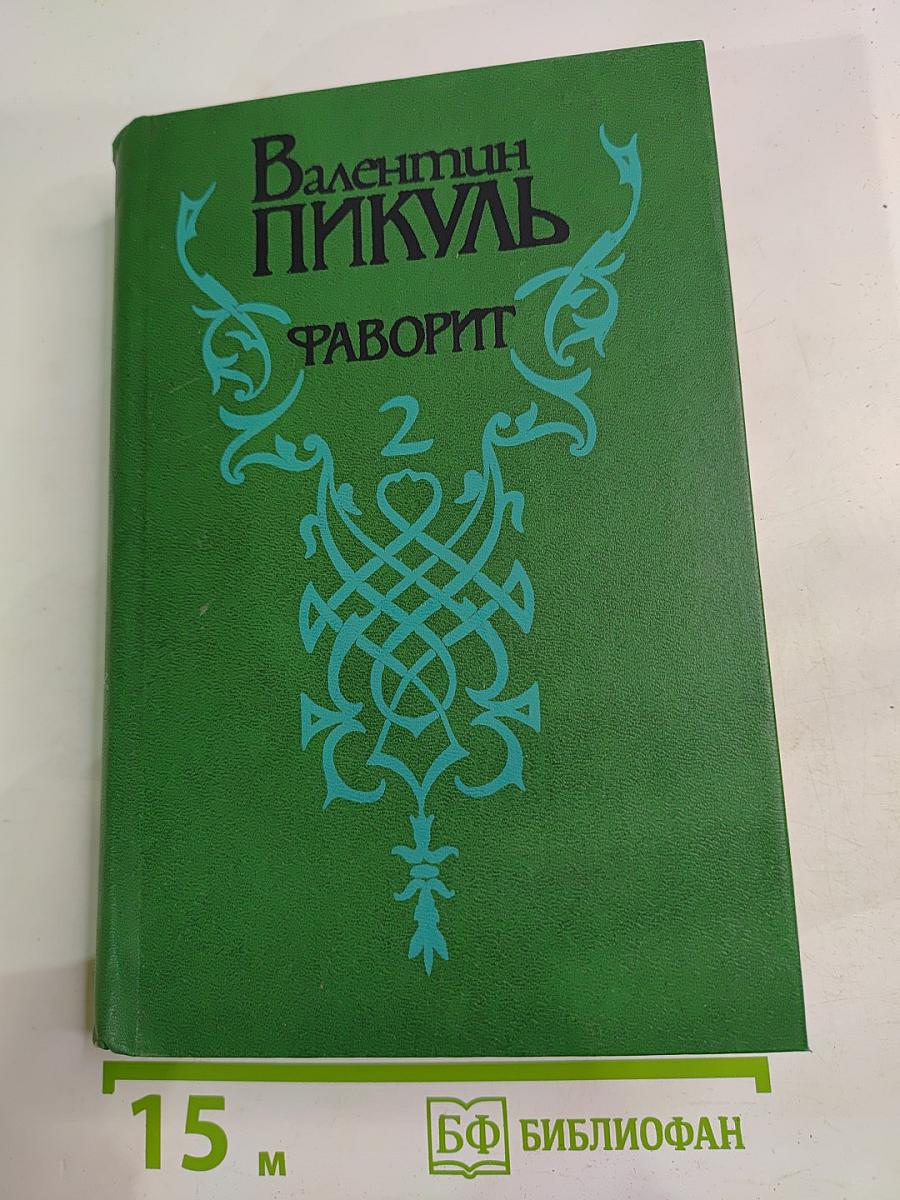 Валентин
ПИКУЛЬ
ФАВОРИТ
2
15 м
БФ БИБЛИОФАН